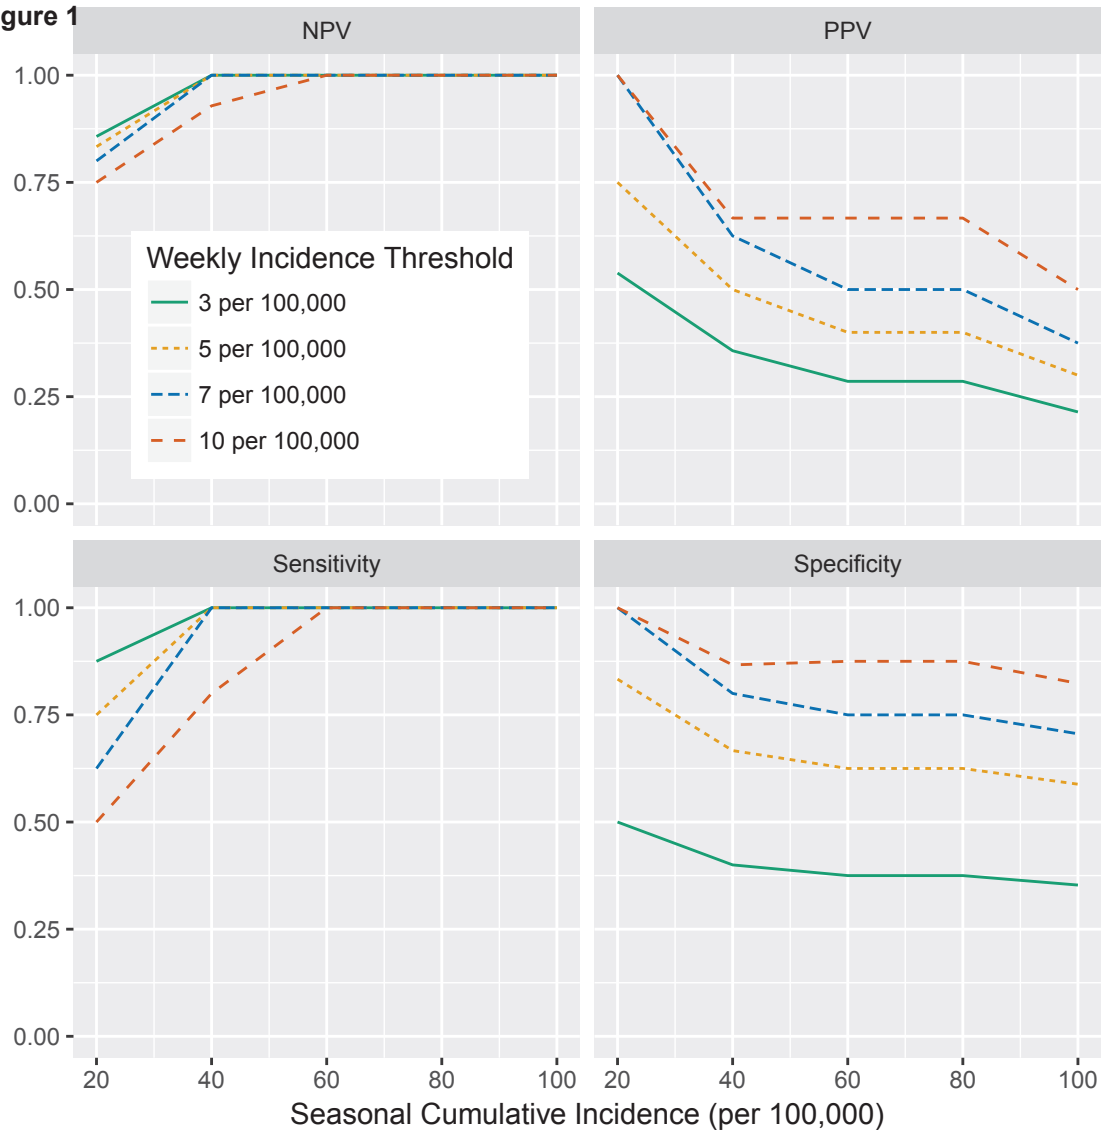 gure 1
NPV
PPV
1.00
0.75
0.50
0.25
0.00
Weekly Incidence Threshold
3 per 100,000
5 per 100,000
7 per 100,000
10 per 100,000
Sensitivity
Specificity
1.00
0.75
0.50
0.25
0.00
20 40 60 80 100 20 40 60 80 100
Seasonal Cumulative Incidence (per 100,000)